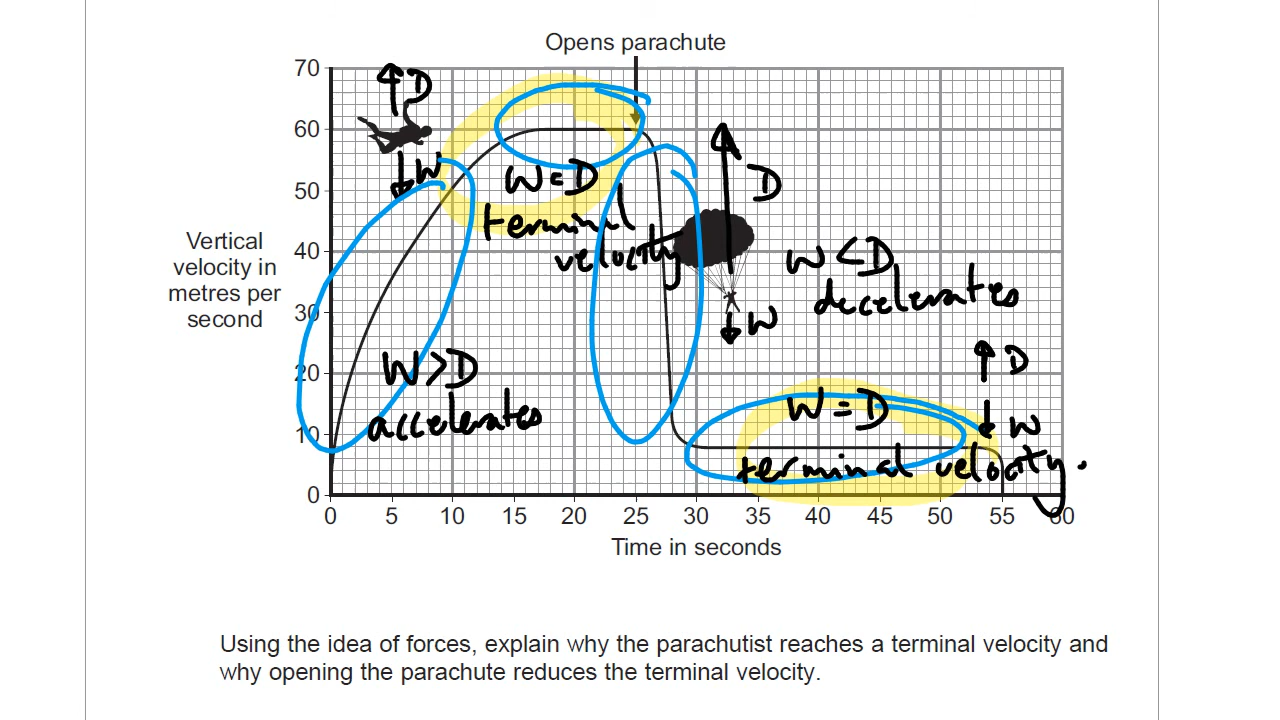 Opens parachute
70
60
50
40
30
20
10
0
Vertical
velocity in
metres per
second
D
W
W = D
terminal
velocity
D
W
W < D
decelerates
W > D
accelerates
D
W
W = D
terminal velocity.
0 5 10 15 20 25 30 35 40 45 50 55 60
Time in seconds
Using the idea of forces, explain why the parachutist reaches a terminal velocity and
why opening the parachute reduces the terminal velocity.